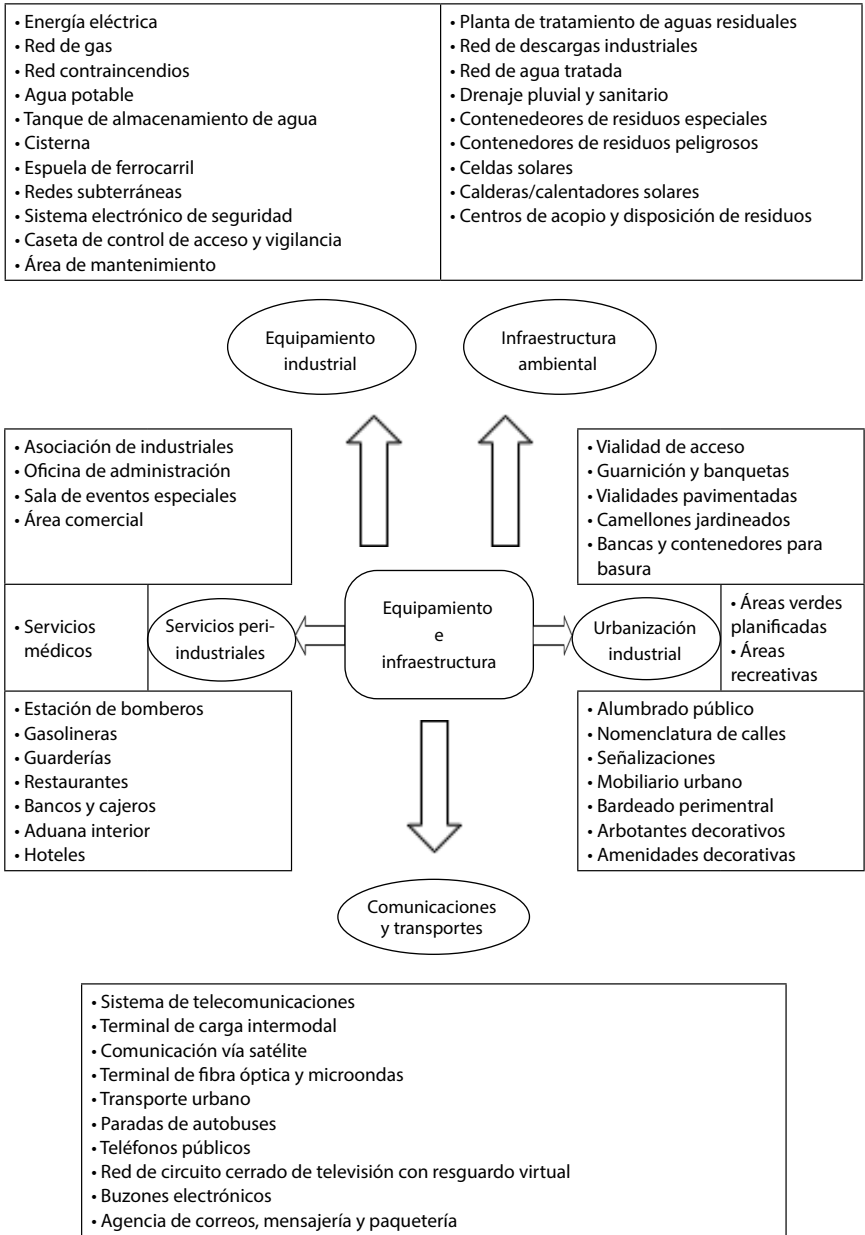 • Energía eléctrica
• Red de gas
• Red contraincendios
• Agua potable
• Tanque de almacenamiento de agua
• Cisterna
• Espuela de ferrocarril
• Redes subterráneas
• Sistema electrónico de seguridad
• Caseta de control de acceso y vigilancia
• Área de mantenimiento
• Planta de tratamiento de aguas residuales
• Red de descargas industriales
• Red de agua tratada
• Drenaje pluvial y sanitario
• Contenedeores de residuos especiales
• Contenedores de residuos peligrosos
• Celdas solares
• Calderas/calentadores solares
• Centros de acopio y disposición de residuos
Equipamiento
industrial
Infraestructura
ambiental
• Asociación de industriales
• Oficina de administración
• Sala de eventos especiales
• Área comercial
• Vialidad de acceso
• Guarnición y banquetas
• Vialidades pavimentadas
• Camellones jardineados
• Bancas y contenedores para
basura
• Servicios
médicos
Servicios peri-
industriales
Equipamiento
e
infraestructura
Urbanización
industrial
• Áreas verdes
planificadas
• Áreas
recreativas
• Estación de bomberos
• Gasolineras
• Guarderías
• Restaurantes
• Bancos y cajeros
• Aduana interior
• Hoteles
• Alumbrado público
• Nomenclatura de calles
• Señalizaciones
• Mobiliario urbano
• Bardeado perimentral
• Arbotantes decorativos
• Amenidades decorativas
Comunicaciones
y transportes
• Sistema de telecomunicaciones
• Terminal de carga intermodal
• Comunicación vía satélite
• Terminal de fibra óptica y microondas
• Transporte urbano
• Paradas de autobuses
• Teléfonos públicos
• Red de circuito cerrado de televisión con resguardo virtual
• Buzones electrónicos
• Agencia de correos, mensajería y paquetería